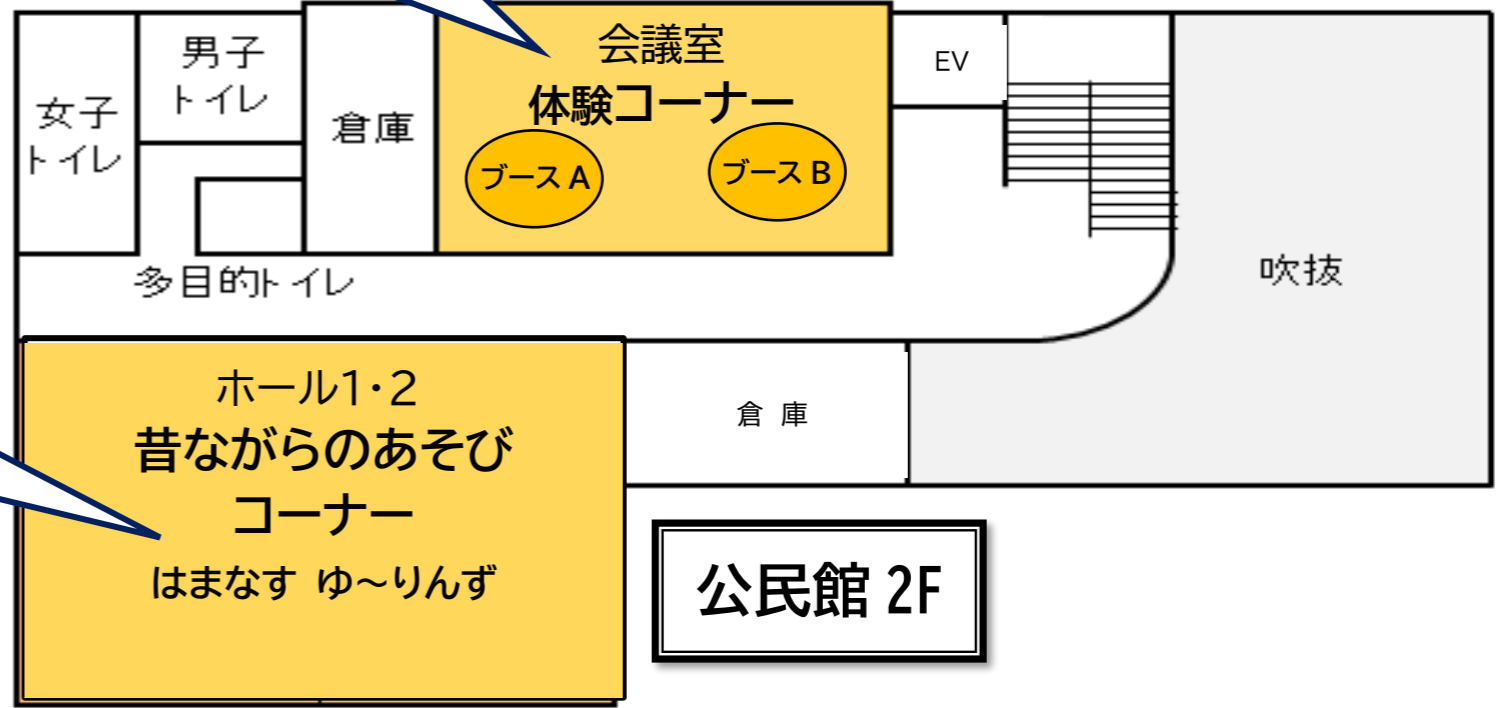 女子
トイレ
男子
トイレ
倉庫
会議室
体験コーナー
ブース A
ブース B
EV
多目的トイレ
吹抜
ホール1・2
昔ながらのあそび
コーナー
はまなす ゆ～りんず
倉 庫
公民館 2F